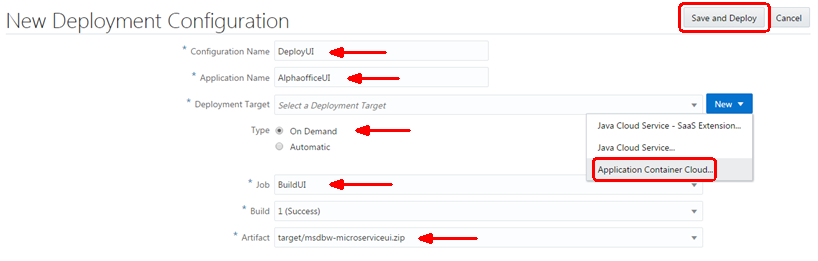 New Deployment Configuration
Save and Deploy Cancel
* Configuration Name DeployUI
* Application Name AlphaofficeUI
* Deployment Target Select a Deployment Target New
Java Cloud Service - SaaS Extension...
Java Cloud Service...
Application Container Cloud...
Type On Demand
Automatic
* Job BuildUI
* Build 1 (Success)
* Artifact target/msdbw-microserviceui.zip